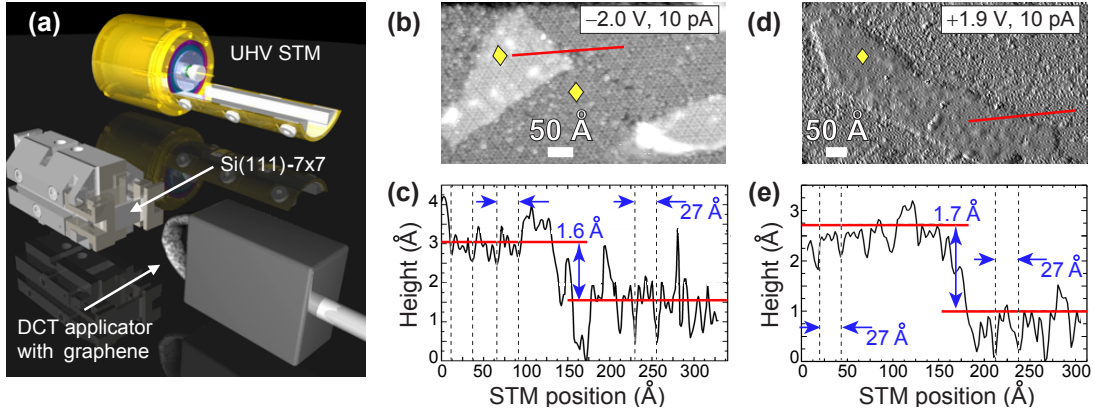 (a)
UHV STM
Si(111)-7x7
DCT applicator
with graphene
(b)
−2.0 V, 10 pA
50 Å
(c)
Height (Å)
4
3
2
1
0
1.6 Å
27 Å
0 50 100 150 200 250 300
STM position (Å)
(d)
+1.9 V, 10 pA
50 Å
(e)
Height (Å)
3
2
1
0
1.7 Å
27 Å
27 Å
0 50 100 150 200 250 300
STM position (Å)